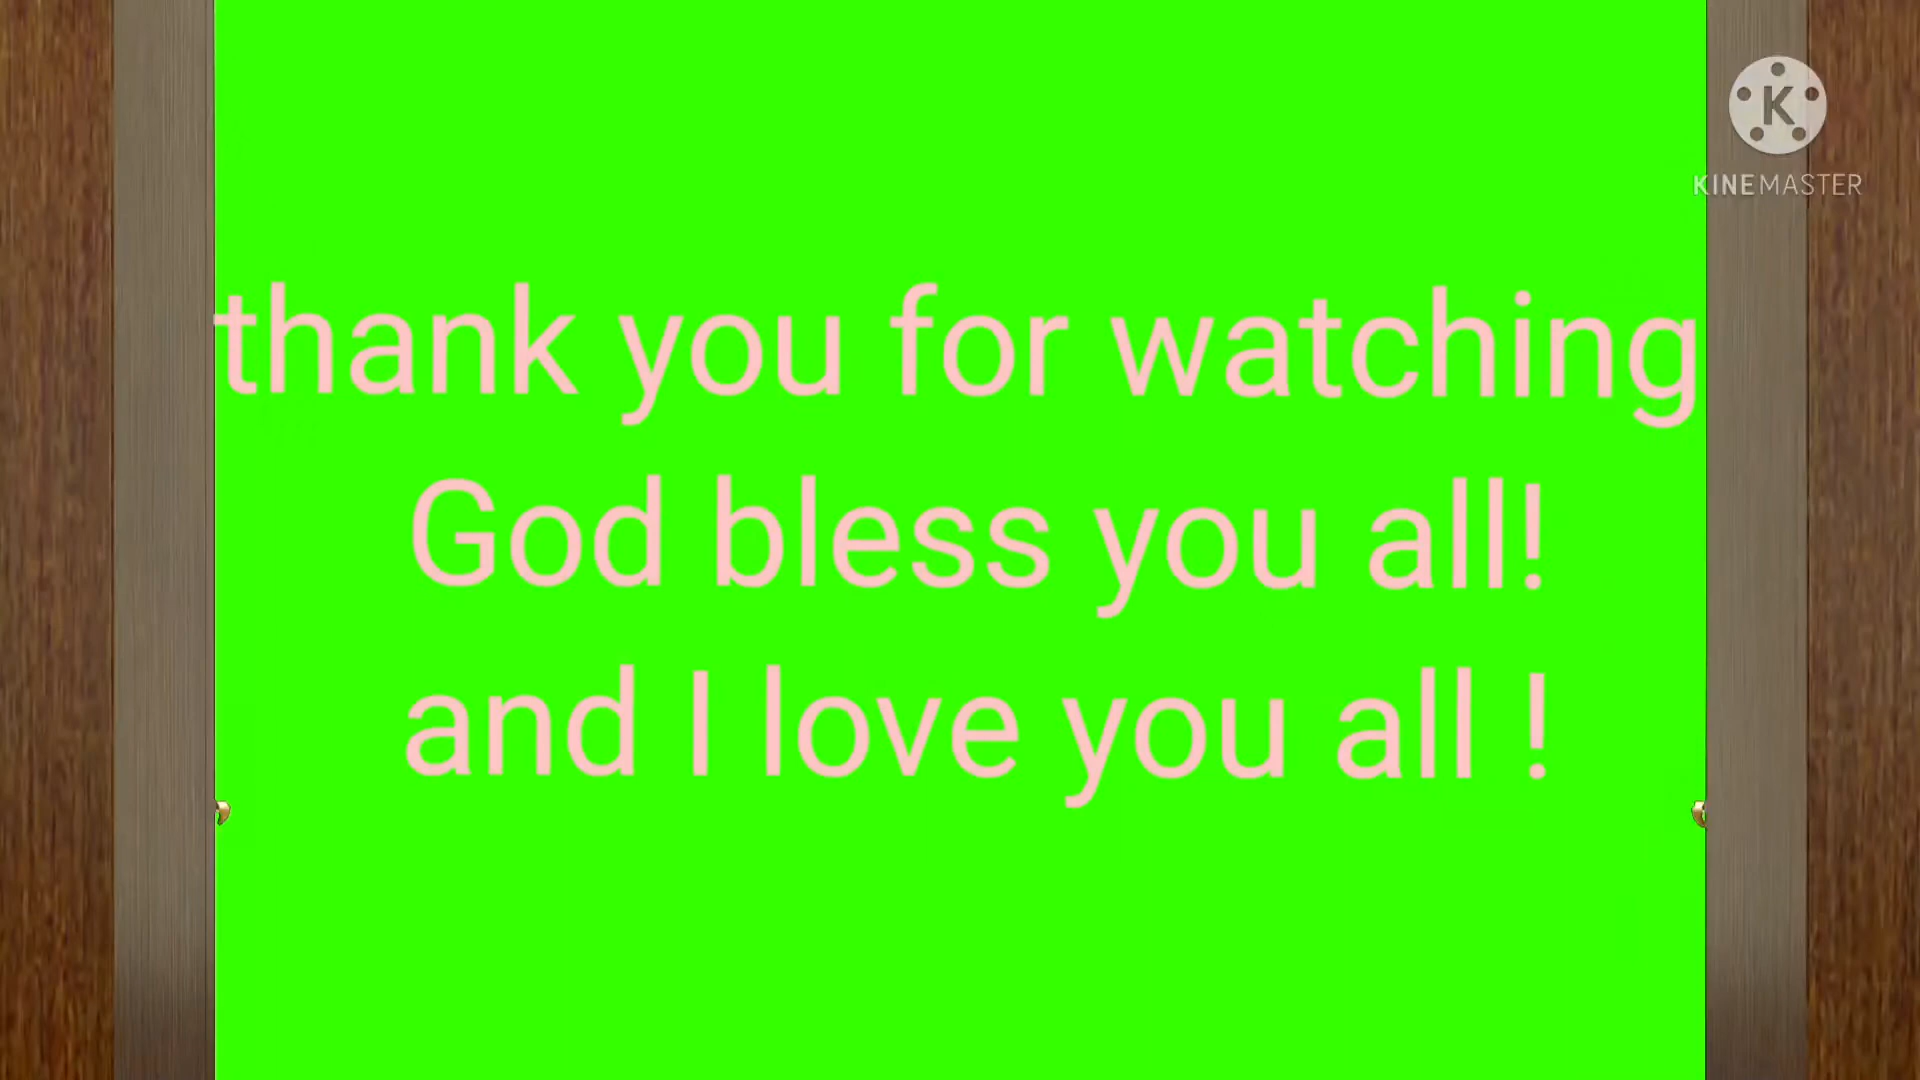 K
KINEMASTER
thank you for watching
God bless you all!
and I love you all !